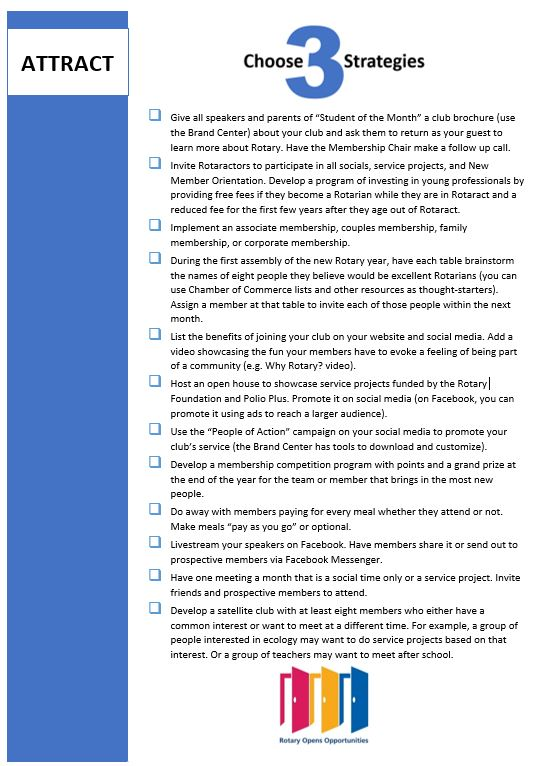 ATTRACT
Choose 3 Strategies
Give all speakers and parents of “Student of the Month” a club brochure (use
the Brand Center) about your club and ask them to return as your guest to
learn more about Rotary. Have the Membership Chair make a follow up call.
Invite Rotaractors to participate in all socials, service projects, and New
Member Orientation. Develop a program of investing in young professionals by
providing free fees if they become a Rotarian while they are in Rotaract and a
reduced fee for the first few years after they age out of Rotaract.
Implement an associate membership, couples membership, family
membership, or corporate membership.
During the first assembly of the new Rotary year, have each table brainstorm
the names of eight people they believe would be excellent Rotarians (you can
use Chamber of Commerce lists and other resources as thought-starters).
Assign a member at that table to invite each of those people within the next
month.
List the benefits of joining your club on your website and social media. Add a
video showcasing the fun your members have to evoke a feeling of being part
of a community (e.g. Why Rotary? video).
Host an open house to showcase service projects funded by the Rotary
Foundation and Polio Plus. Promote it on social media (on Facebook, you can
promote it using ads to reach a larger audience).
Use the “People of Action” campaign on your social media to promote your
club’s service (the Brand Center has tools to download and customize).
Develop a membership competition program with points and a grand prize at
the end of the year for the team or member that brings in the most new
people.
Do away with members paying for every meal whether they attend or not.
Make meals “pay as you go” or optional.
Livestream your speakers on Facebook. Have members share it or send out to
prospective members via Facebook Messenger.
Have one meeting a month that is a social time only or a service project. Invite
friends and prospective members to attend.
Develop a satellite club with at least eight members who either have a
common interest or want to meet at a different time. For example, a group of
people interested in ecology may want to do service projects based on that
interest. Or a group of teachers may want to meet after school.
Rotary Opens Opportunities